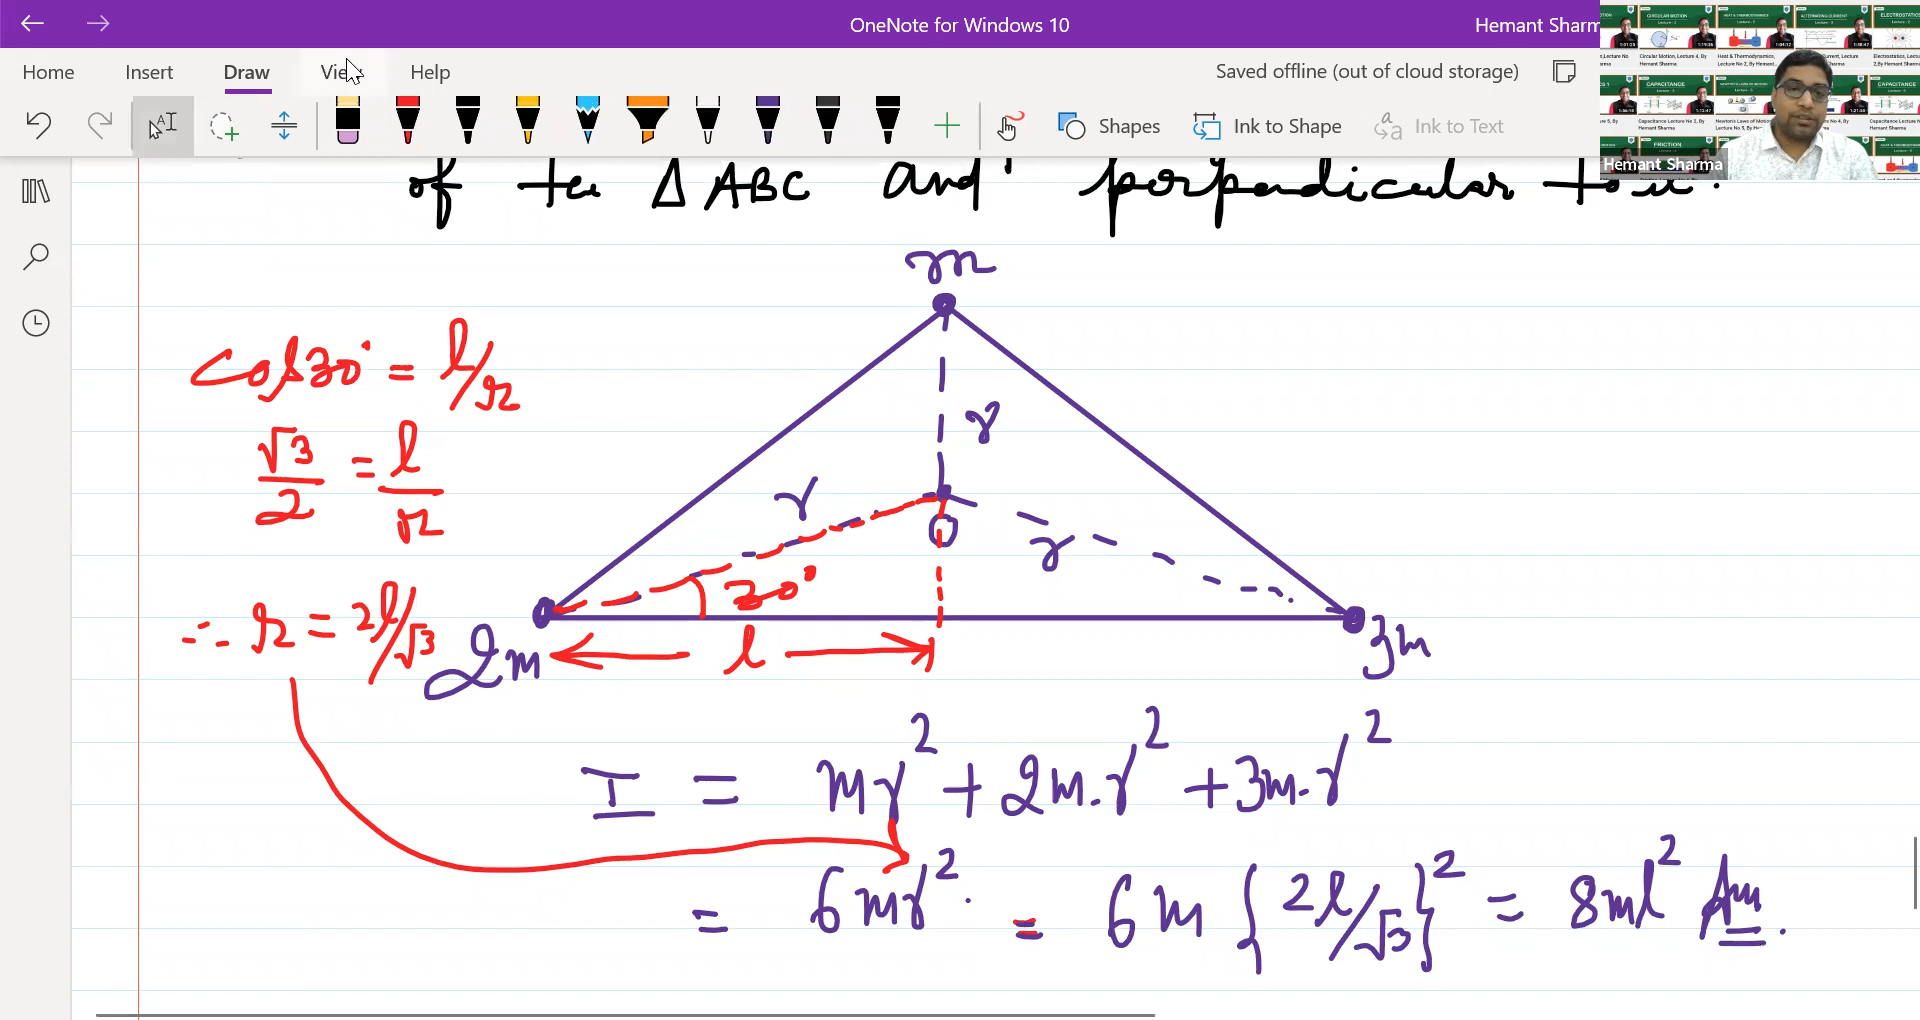 OneNote for Windows 10
Hemant Sharm
Home Insert Draw View Help
Saved offline (out of cloud storage)
Shapes Ink to Shape Ink to Text
Hemant Sharma
of the ΔABC and perpendicular to it.
m
cos30° = l/r
√3/2 = l/r
∴ r = 2l/√3
r
r
O
r
30°
2m
l
3m
I = mr² + 2m.r² + 3m.r²
= 6mr². = 6m{2l/√3}² = 8ml² Am.